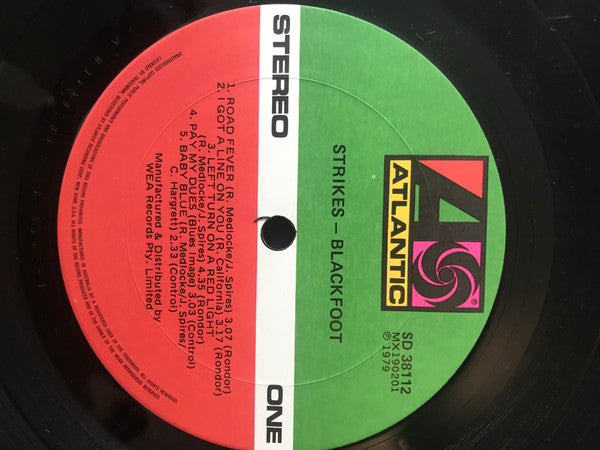 ATLANTIC
®
SD 38112
MX190201
℗ 1979
STRIKES – BLACKFOOT
STEREO ONE
1. ROAD FEVER (R. Medlocke/J. Spires) 3.07 (Rondor)
2. I GOT A LINE ON YOU (R. California) 3.17 (Rondor)
3. LEFT TURN ON A RED LIGHT
(R. Medlocke/J. Spires) 4.35 (Rondor)
4. PAY MY DUES (Blues Image) 3.03 (Control)
5. BABY BLUE (R. Medlocke/J. Spires/
C. Hargrett) 2.33 (Control)
Manufactured & Distributed by
WEA Records Pty. Limited